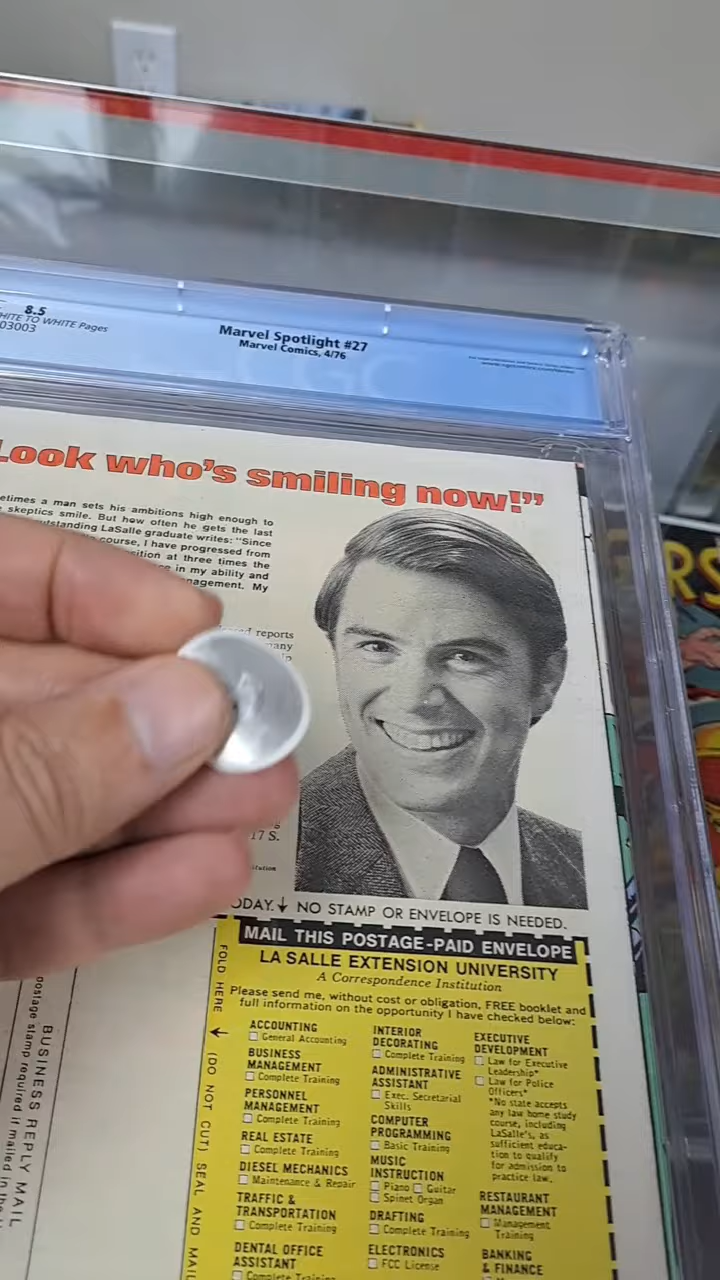 8.5
HITE TO WHITE Pages
03003
Marvel Spotlight #27
Marvel Comics, 4/76
Look who's smiling now!"
etimes a man sets his ambitions high enough to
skeptics smile. But how often he gets the last
utstanding LaSalle graduate writes: "Since
course, I have progressed from
sition at three times the
ce in my ability and
nagement. My
reports
many
17 S.
ODAY. ↓ NO STAMP OR ENVELOPE IS NEEDED.
MAIL THIS POSTAGE-PAID ENVELOPE
LA SALLE EXTENSION UNIVERSITY
A Correspondence Institution
Please send me, without cost or obligation, FREE booklet and
full information on the opportunity I have checked below:
ACCOUNTING
General Accounting
BUSINESS
MANAGEMENT
Complete Training
PERSONNEL
MANAGEMENT
Complete Training
REAL ESTATE
Complete Training
DIESEL MECHANICS
Maintenance & Repair
TRAFFIC &
TRANSPORTATION
Complete Training
DENTAL OFFICE
ASSISTANT
Complete Training
INTERIOR
DECORATING
Complete Training
ADMINISTRATIVE
ASSISTANT
Exec. Secretarial
Skills
COMPUTER
PROGRAMMING
Basic Training
MUSIC
INSTRUCTION
Piano Guitar
Spinet Organ
DRAFTING
Complete Training
ELECTRONICS
FCC License
EXECUTIVE
DEVELOPMENT
Law for Executive
Leadership*
Law for Police
Officers*
*No state accepts
any law home study
course, including
LaSalle's, as
sufficient educa-
tion to qualify
for admission to
practice law.
RESTAURANT
MANAGEMENT
Management
Training
BANKING
& FINANCE
FOLD HERE ↓ (DO NOT CUT) SEAL AND MAIL
BUSINESS REPLY MAIL
postage stamp required if mailed in the
RS